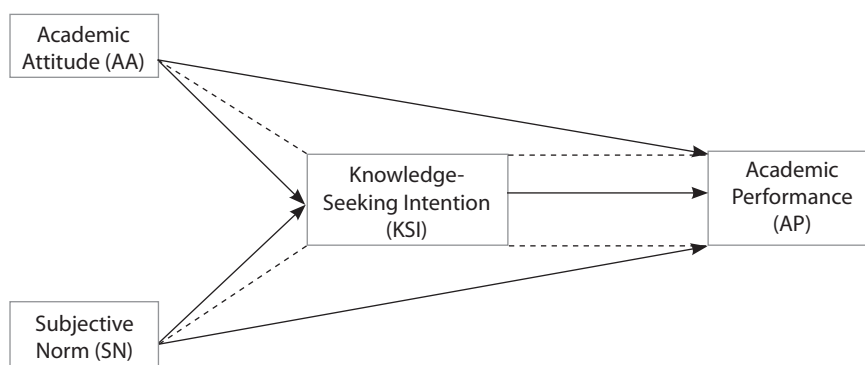 Academic
Attitude (AA)
Knowledge-
Seeking Intention
(KSI)
Academic
Performance
(AP)
Subjective
Norm (SN)